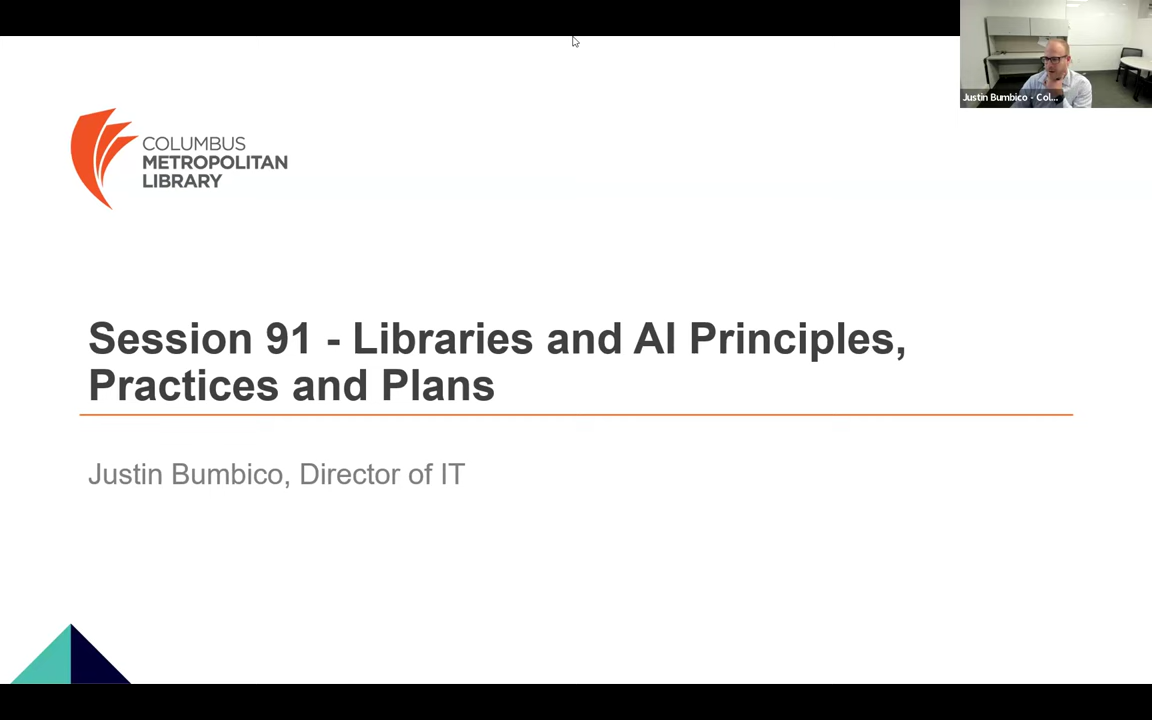 Justin Bumbico - Col...
COLUMBUS
METROPOLITAN
LIBRARY
Session 91 - Libraries and AI Principles,
Practices and Plans
Justin Bumbico, Director of IT